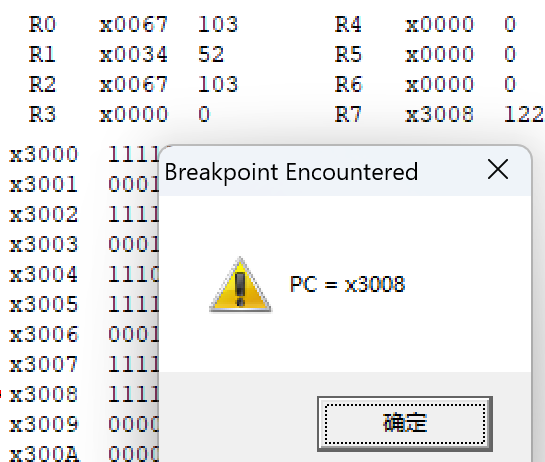 R0 x0067 103 R4 x0000 0
R1 x0034 52 R5 x0000 0
R2 x0067 103 R6 x0000 0
R3 x0000 0 R7 x3008 122
x3000 1111
x3001 0001
x3002 1111
x3003 0001
x3004 1110
x3005 1111
x3006 0001
x3007 1111
x3008 1111
x3009 0000
x300A 0000
Breakpoint Encountered
PC = x3008
确定